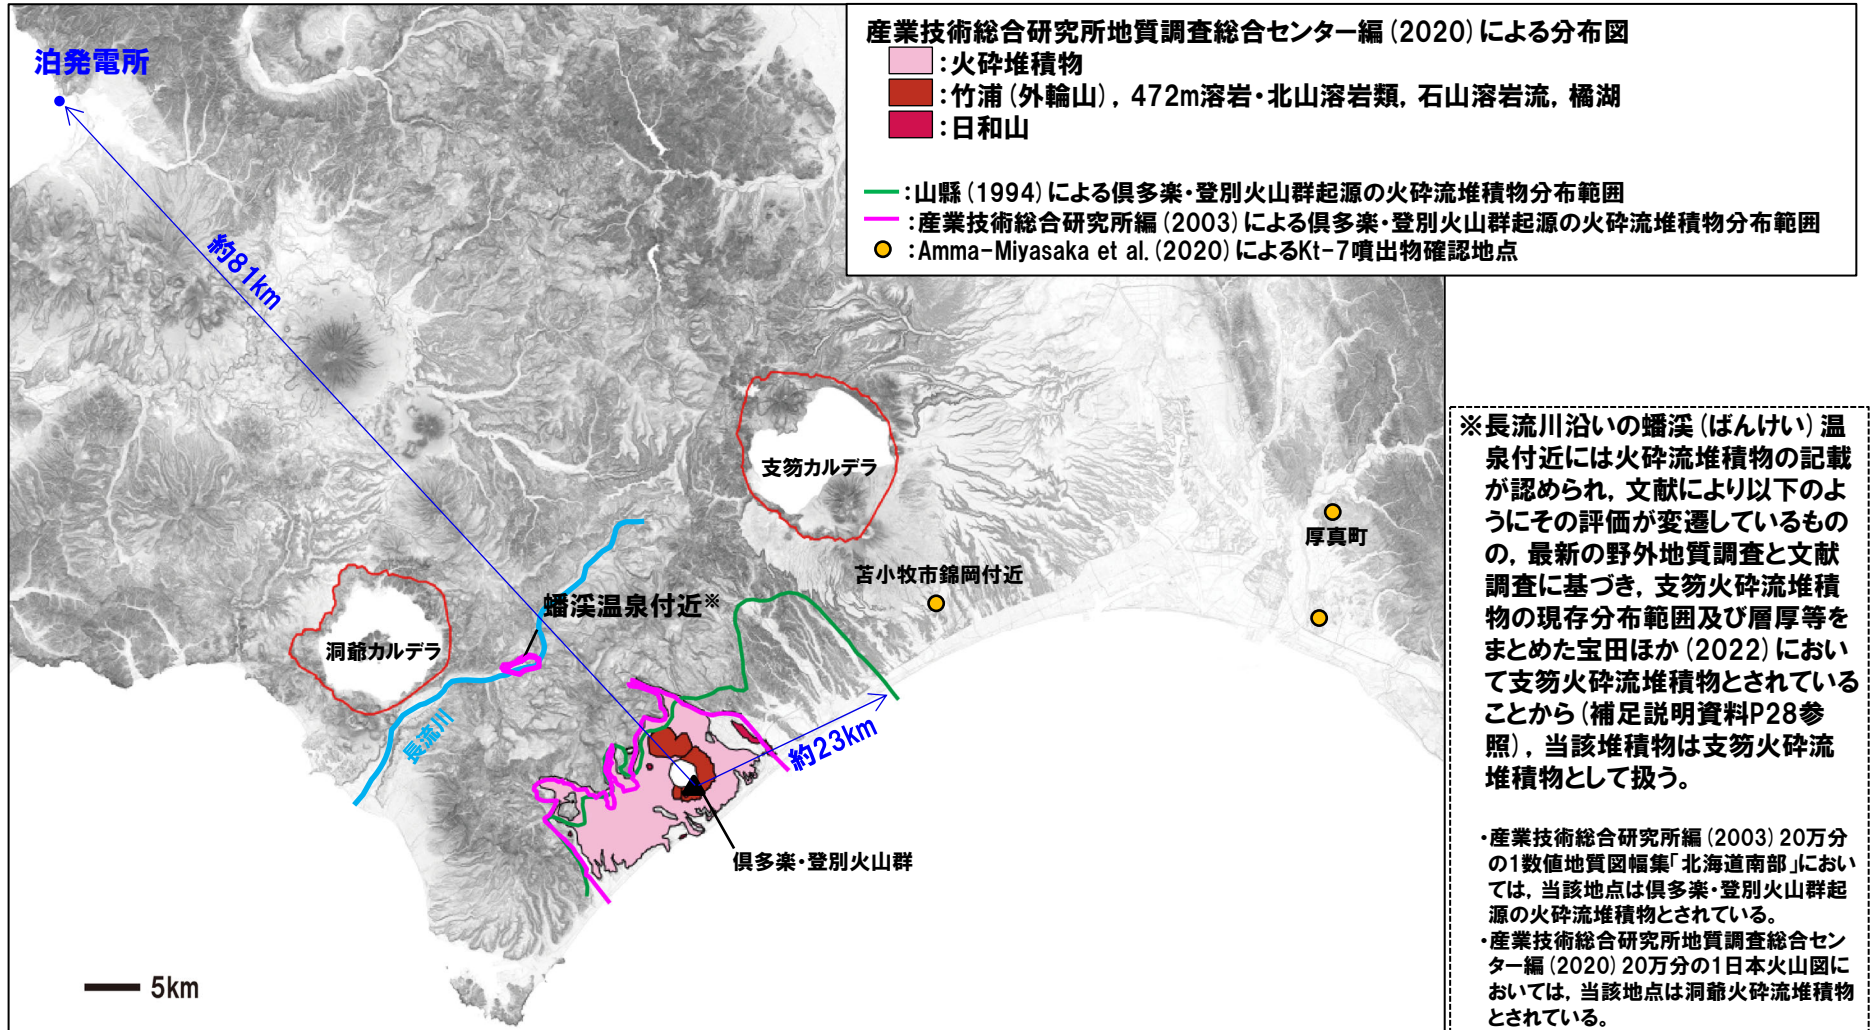 泊発電所
産業技術総合研究所地質調査総合センター編(2020)による分布図
:火砕堆積物
:竹浦(外輪山), 472m溶岩・北山溶岩類, 石山溶岩流, 橘湖
:日和山
:山縣(1994)による倶多楽・登別火山群起源の火砕流堆積物分布範囲
:産業技術総合研究所編(2003)による倶多楽・登別火山群起源の火砕流堆積物分布範囲
:Amma-Miyasaka et al.(2020)によるKt-7噴出物確認地点
約81km
支笏カルデラ
厚真町
苫小牧市錦岡付近
蟠渓温泉付近※
洞爺カルデラ
長流川
約23km
倶多楽・登別火山群
5km
※長流川沿いの蟠渓(ばんけい)温
泉付近には火砕流堆積物の記載
が認められ, 文献により以下のよ
うにその評価が変遷しているもの
の, 最新の野外地質調査と文献
調査に基づき, 支笏火砕流堆積
物の現存分布範囲及び層厚等を
まとめた宝田ほか(2022)におい
て支笏火砕流堆積物とされている
ことから(補足説明資料P28参
照), 当該堆積物は支笏火砕流
堆積物として扱う。
・産業技術総合研究所編(2003)20万分
の1数値地質図幅集「北海道南部」におい
ては, 当該地点は倶多楽・登別火山群起
源の火砕流堆積物とされている。
・産業技術総合研究所地質調査総合セン
ター編(2020)20万分の1日本火山図に
おいては, 当該地点は洞爺火砕流堆積物
とされている。